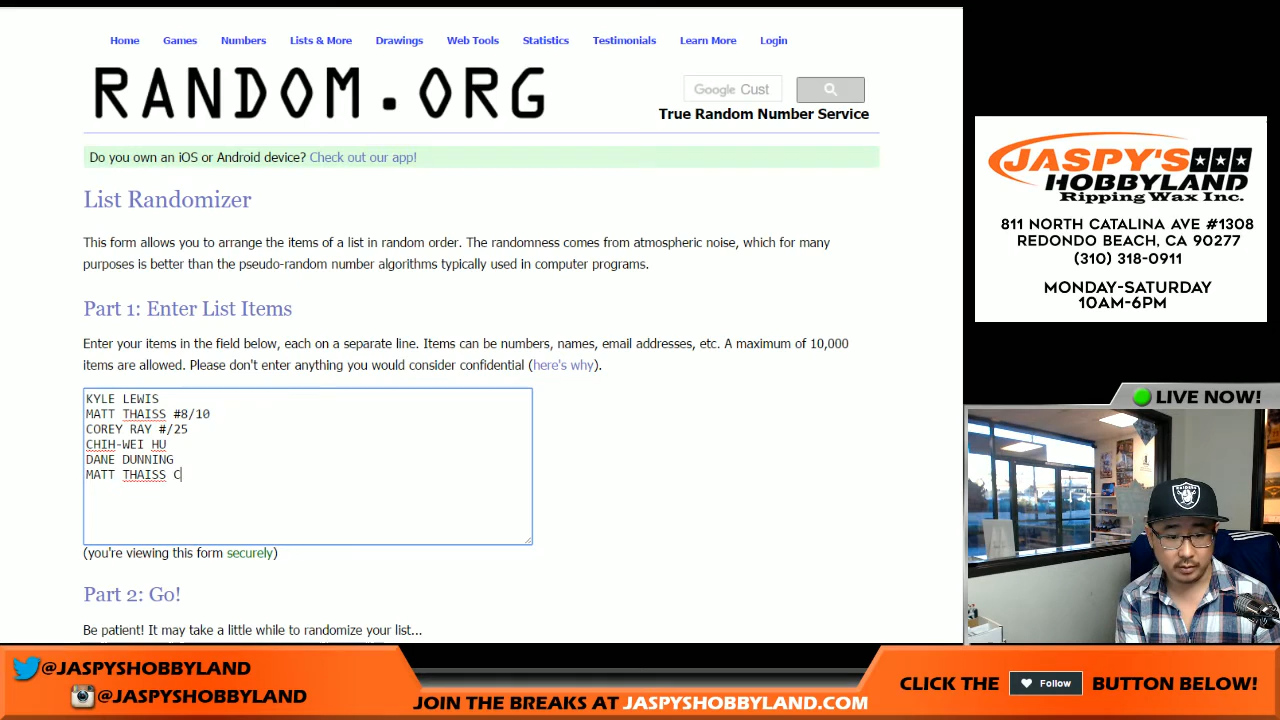 Home Games Numbers Lists & More Drawings Web Tools Statistics Testimonials Learn More Login
RANDOM.ORG
Google Cust
True Random Number Service
Do you own an iOS or Android device? Check out our app!
List Randomizer
This form allows you to arrange the items of a list in random order. The randomness comes from atmospheric noise, which for many
purposes is better than the pseudo-random number algorithms typically used in computer programs.
Part 1: Enter List Items
Enter your items in the field below, each on a separate line. Items can be numbers, names, email addresses, etc. A maximum of 10,000
items are allowed. Please don't enter anything you would consider confidential (here's why).
KYLE LEWIS
MATT THAISS #8/10
COREY RAY #/25
CHIH-WEI HU
DANE DUNNING
MATT THAISS C
(you're viewing this form securely)
Part 2: Go!
Be patient! It may take a little while to randomize your list...
JASPY'S
HOBBYLAND
Ripping Wax Inc.
811 NORTH CATALINA AVE #1308
REDONDO BEACH, CA 90277
(310) 318-0911
MONDAY-SATURDAY
10AM-6PM
LIVE NOW!
RAIDERS
@JASPYSHOBBYLAND
@JASPYSHOBBYLAND
JOIN THE BREAKS AT JASPYSHOBBYLAND.COM
CLICK THE Follow BUTTON BELOW!